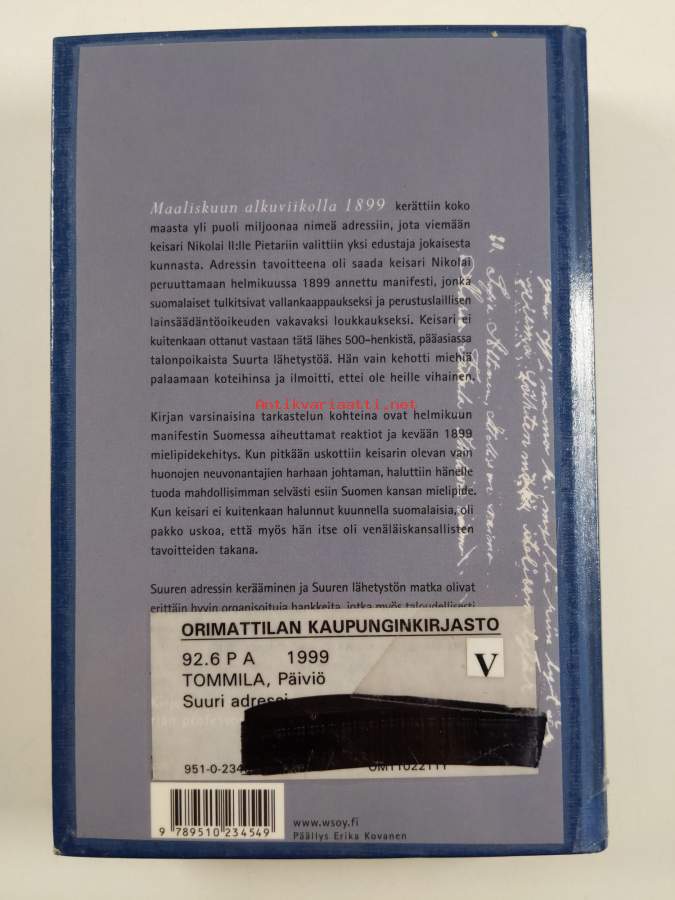 Maaliskuun alkuviikolla 1899 kerättiin koko
maasta yli puoli miljoonaa nimeä adressiin, jota viemään
keisari Nikolai II:lle Pietariin valittiin yksi edustaja jokaisesta
kunnasta. Adressin tavoitteena oli saada keisari Nikolai
peruuttamaan helmikuussa 1899 annettu manifesti, jonka
suomalaiset tulkitsivat vallankaappaukseksi ja perustuslaillisen
lainsäädäntöoikeuden vakavaksi loukkaukseksi. Keisari ei
kuitenkaan ottanut vastaan tätä lähes 500-henkistä, pääasiassa
talonpoikaista Suurta lähetystöä. Hän vain kehotti miehiä
palaamaan koteihinsa ja ilmoitti, ettei ole heille vihainen.
Antikvariaatti.net
Kirjan varsinaisina tarkastelun kohteina ovat helmikuun
manifestin Suomessa aiheuttamat reaktiot ja kevään 1899
mielipidekehitys. Kun pitkään uskottiin keisarin olevan vain
huonojen neuvonantajien harhaan johtaman, haluttiin hänelle
tuoda mahdollisimman selvästi esiin Suomen kansan mielipide.
Kun keisari ei kuitenkaan halunnut kuunnella suomalaisia, oli
pakko uskoa, että myös hän itse oli venäläiskansallisten
tavoitteiden takana.
Suuren adressin kerääminen ja Suuren lähetystön matka olivat
erittäin hyvin organisoituja hankkeita, jotka myös taloudellisesti
ORIMATTILAN KAUPUNGINKIRJASTO
92.6 P A 1999
V
TOMMILA, Päiviö
Suuri adressi
951-0-234
OM11022111
9 789510 234549
www.wsoy.fi
Päällys Erika Kovanen